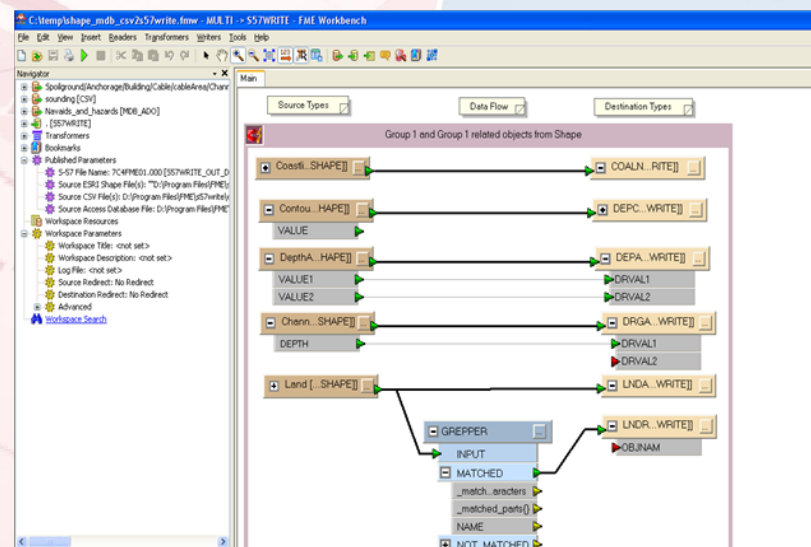 C:\temp\shape_mdb_csv2s57write.fmw - MULTI -> S57WRITE - FME Workbench
File Edit View Insert Readers Transformers Writers Tools Help
Navigator
Spoilground/Anchorage/Building/Cable/cableArea/Chann
sounding [CSV]
Navaids_and_hazards [MDB_ADO]
. [S57WRITE]
Transformers
Bookmarks
Published Parameters
S-57 File Name: 7C4FME01.000 [S57WRITE_OUT_D
Source ESRI Shape File(s): ""D:\Program Files\FME\s
Source CSV File(s): D:\Program Files\FME\s57write\
Source Access Database File: D:\Program Files\FME\
Workspace Resources
Workspace Parameters
Workspace Title: <not set>
Workspace Description: <not set>
Log File: <not set>
Source Redirect: No Redirect
Destination Redirect: No Redirect
Advanced
Workspace Search
Main
Source Types
Data Flow
Destination Types
Group 1 and Group 1 related objects from Shape
Coastli...SHAPE]] ...
COALN...RITE]] ...
Contou...HAPE]] ...
DEPC...WRITE]] ...
VALUE
DepthA...HAPE]] ...
DEPA...WRITE]] ...
VALUE1
DRVAL1
VALUE2
DRVAL2
Chann...SHAPE]] ...
DRGA...WRITE]] ...
DEPTH
DRVAL1
DRVAL2
Land [...SHAPE]] ...
LNDA...WRITE]] ...
GREPPER ...
LNDR...WRITE]] ...
INPUT
OBJNAM
MATCHED
_match...aracters
_matched_parts{}
NAME
NOT_MATCHED